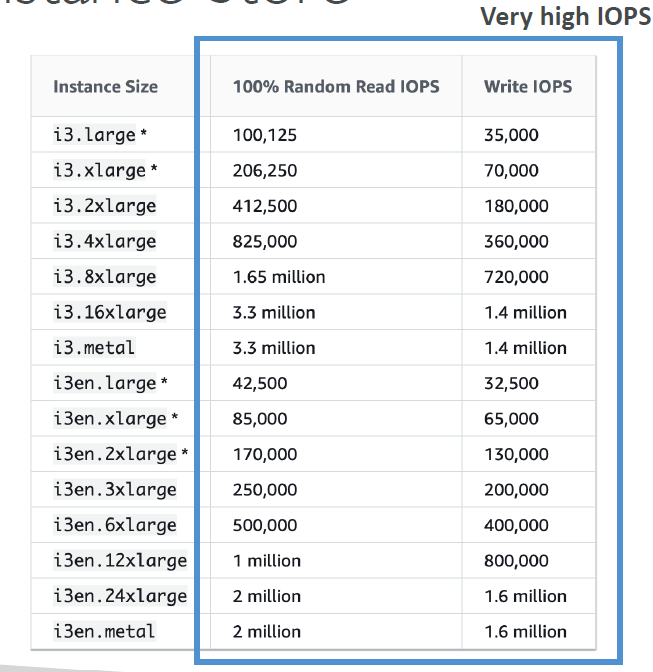 Very high IOPS
Instance Size 100% Random Read IOPS Write IOPS
i3.large * 100,125 35,000
i3.xlarge * 206,250 70,000
i3.2xlarge 412,500 180,000
i3.4xlarge 825,000 360,000
i3.8xlarge 1.65 million 720,000
i3.16xlarge 3.3 million 1.4 million
i3.metal 3.3 million 1.4 million
i3en.large * 42,500 32,500
i3en.xlarge * 85,000 65,000
i3en.2xlarge * 170,000 130,000
i3en.3xlarge 250,000 200,000
i3en.6xlarge 500,000 400,000
i3en.12xlarge 1 million 800,000
i3en.24xlarge 2 million 1.6 million
i3en.metal 2 million 1.6 million